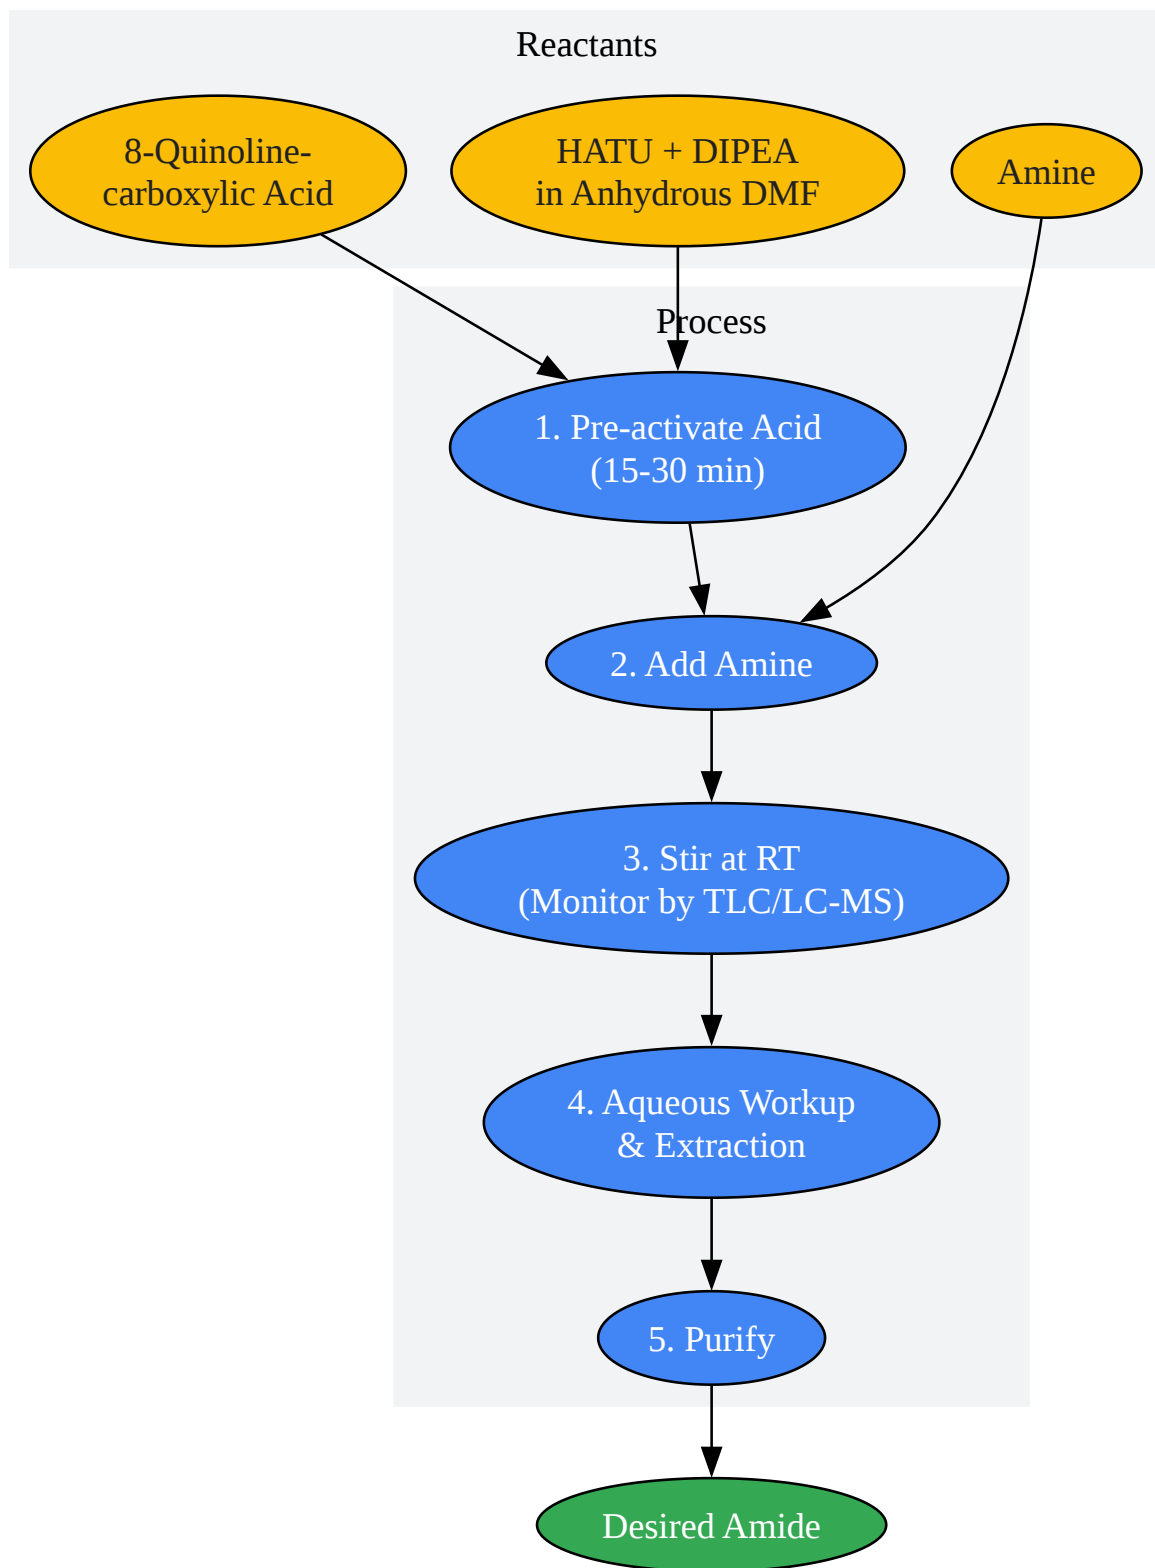 Reactants
8-Quinoline-
carboxylic Acid
HATU + DIPEA
in Anhydrous DMF
Amine
Process
1. Pre-activate Acid
(15-30 min)
2. Add Amine
3. Stir at RT
(Monitor by TLC/LC-MS)
4. Aqueous Workup
& Extraction
5. Purify
Desired Amide